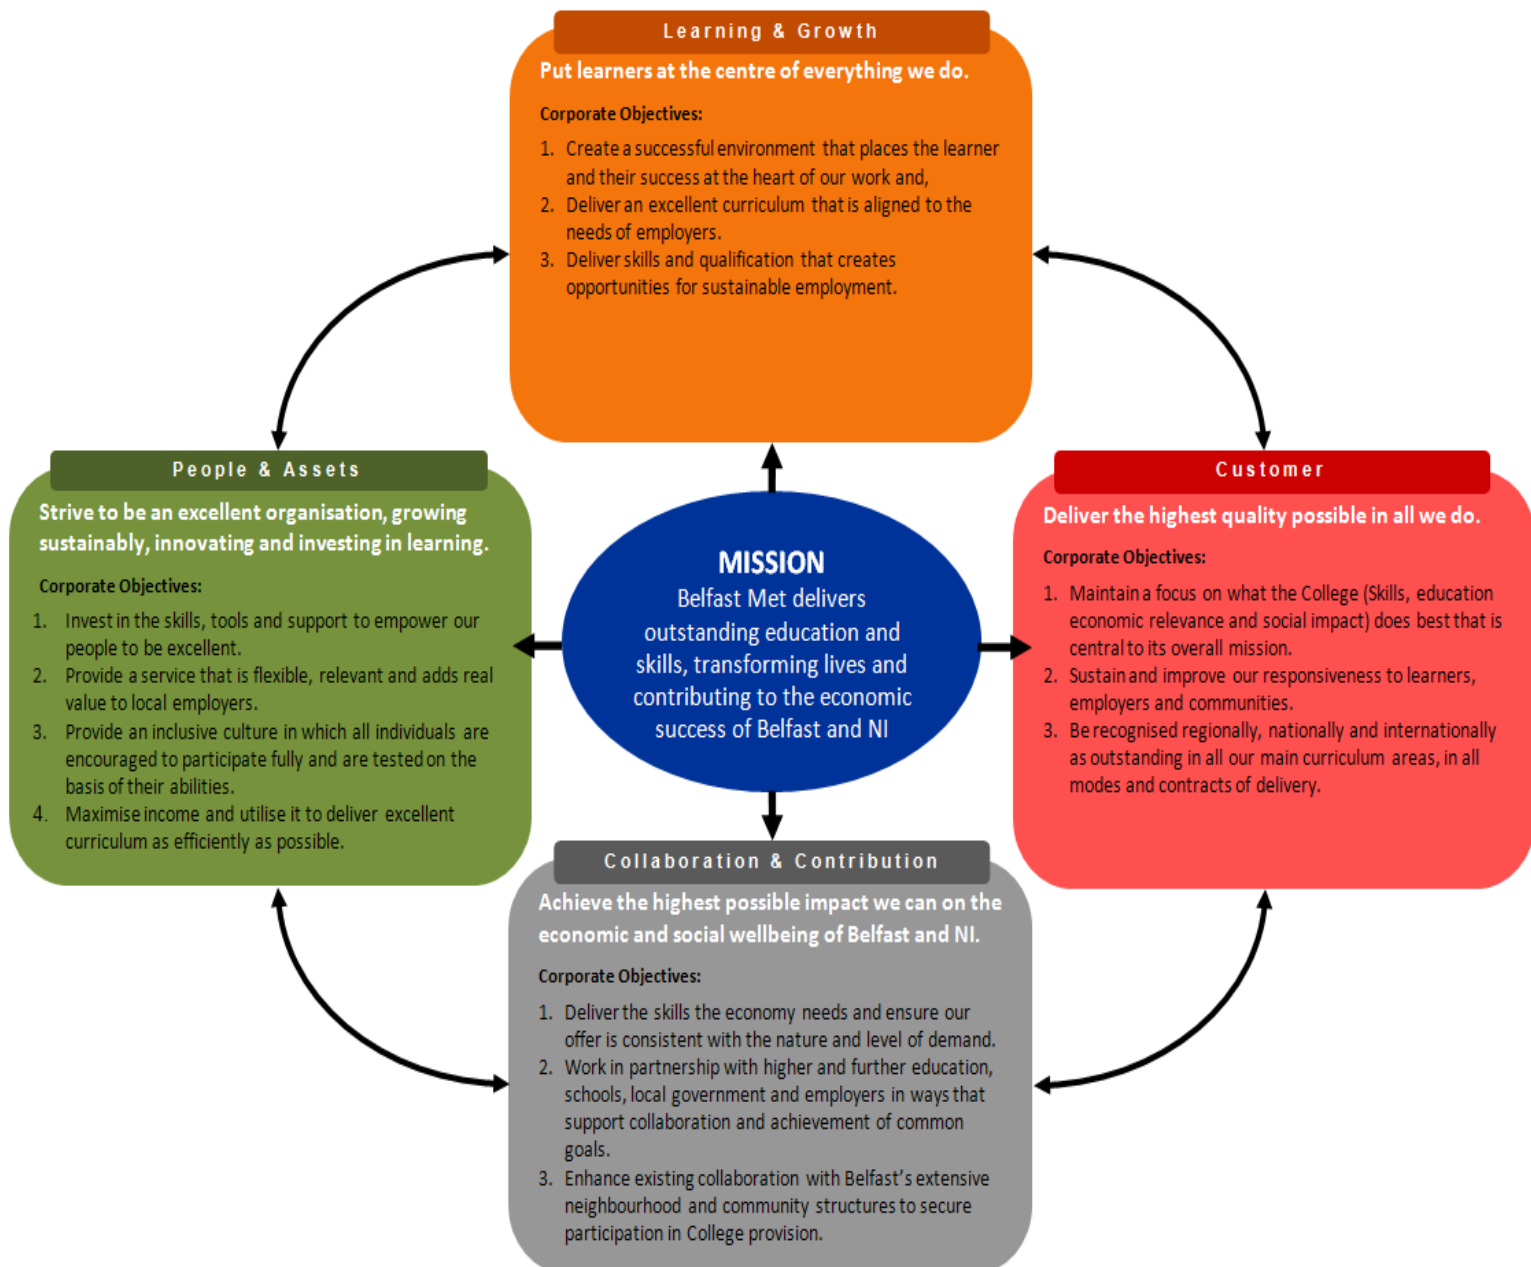 Learning & Growth
Put learners at the centre of everything we do.
Corporate Objectives:
1. Create a successful environment that places the learner
and their success at the heart of our work and,
2. Deliver an excellent curriculum that is aligned to the
needs of employers.
3. Deliver skills and qualification that creates
opportunities for sustainable employment.
People & Assets
Strive to be an excellent organisation, growing
sustainably, innovating and investing in learning.
Corporate Objectives:
1. Invest in the skills, tools and support to empower our
people to be excellent.
2. Provide a service that is flexible, relevant and adds real
value to local employers.
3. Provide an inclusive culture in which all individuals are
encouraged to participate fully and are tested on the
basis of their abilities.
4. Maximise income and utilise it to deliver excellent
curriculum as efficiently as possible.
MISSION
Belfast Met delivers
outstanding education and
skills, transforming lives and
contributing to the economic
success of Belfast and NI
Customer
Deliver the highest quality possible in all we do.
Corporate Objectives:
1. Maintain a focus on what the College (Skills, education
economic relevance and social impact) does best that is
central to its overall mission.
2. Sustain and improve our responsiveness to learners,
employers and communities.
3. Be recognised regionally, nationally and internationally
as outstanding in all our main curriculum areas, in all
modes and contracts of delivery.
Collaboration & Contribution
Achieve the highest possible impact we can on the
economic and social wellbeing of Belfast and NI.
Corporate Objectives:
1. Deliver the skills the economy needs and ensure our
offer is consistent with the nature and level of demand.
2. Work in partnership with higher and further education,
schools, local government and employers in ways that
support collaboration and achievement of common
goals.
3. Enhance existing collaboration with Belfast's extensive
neighbourhood and community structures to secure
participation in College provision.